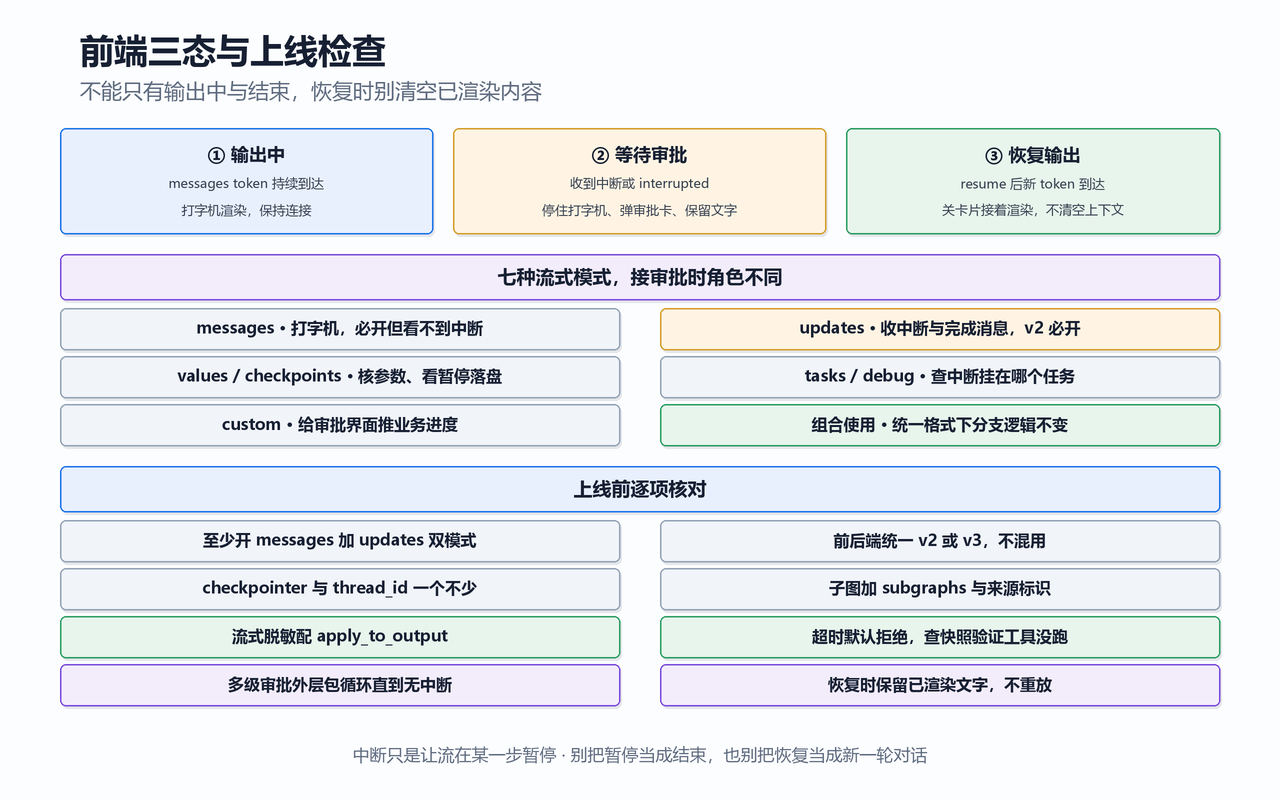 前端三态与上线检查
不能只有输出中与结束，恢复时别清空已渲染内容
① 输出中
messages token 持续到达
打字机渲染，保持连接
② 等待审批
收到中断或 interrupted
停住打字机、弹审批卡、保留文字
③ 恢复输出
resume 后新 token 到达
关卡片接着渲染，不清空上下文
七种流式模式，接审批时角色不同
messages • 打字机，必开但看不到中断
updates • 收中断与完成消息，v2 必开
values / checkpoints • 核参数、看暂停落盘
tasks / debug • 查中断挂在哪个任务
custom • 给审批界面推业务进度
组合使用 • 统一格式下分支逻辑不变
上线前逐项核对
至少开 messages 加 updates 双模式
前后端统一 v2 或 v3，不混用
checkpointer 与 thread_id 一个不少
子图加 subgraphs 与来源标识
流式脱敏配 apply_to_output
超时默认拒绝，查快照验证工具没跑
多级审批外层包循环直到无中断
恢复时保留已渲染文字，不重放
中断只是让流在某一步暂停 · 别把暂停当成结束，也别把恢复当成新一轮对话